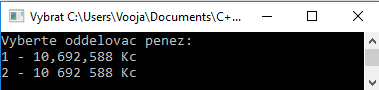 Vybrat C:\Users\Vooja\Documents\C+...
Vyberte oddelovac penez:
1 - 10,692,588 Kc
2 - 10 692 588 Kc